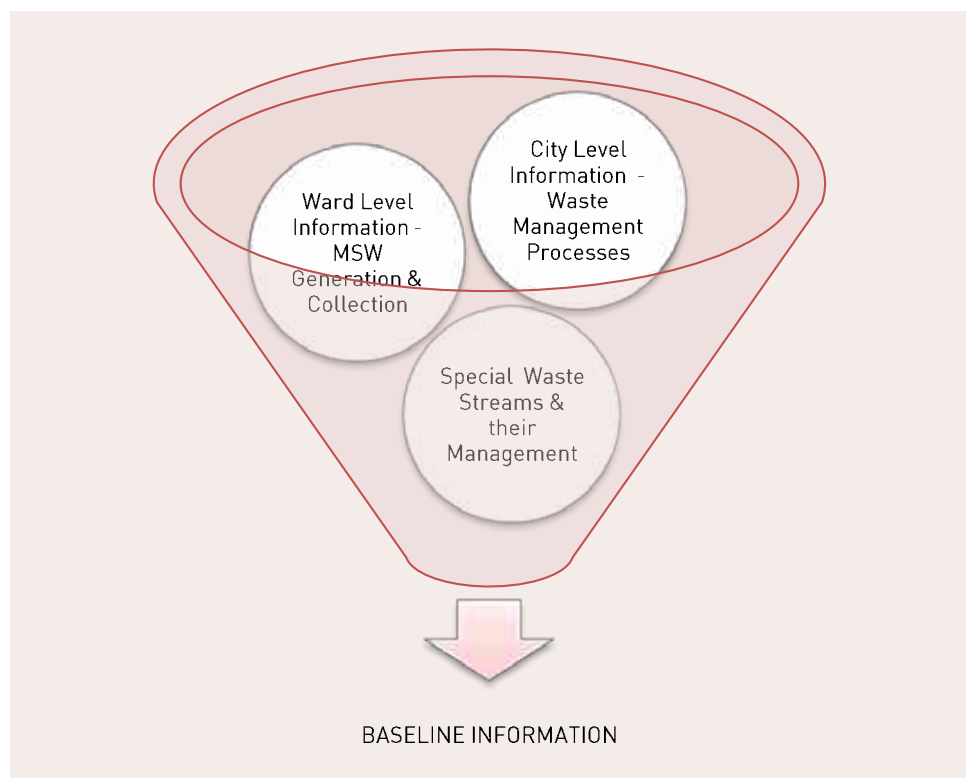 City Level
Information -
Waste
Management
Processes
Ward Level
Information -
MSW
Generation &
Collection
Special Waste
Streams &
their
Management
BASELINE INFORMATION